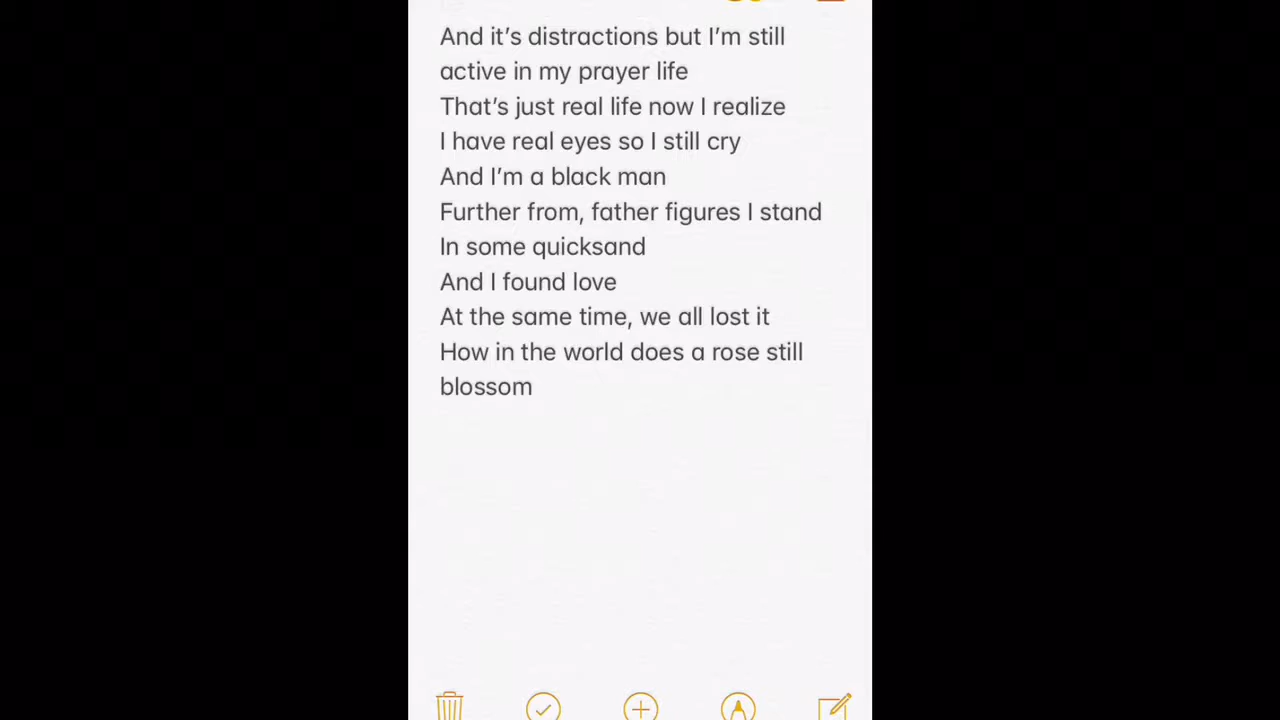 And it’s distractions but I’m still
active in my prayer life
That’s just real life now I realize
I have real eyes so I still cry
And I’m a black man
Further from, father figures I stand
In some quicksand
And I found love
At the same time, we all lost it
How in the world does a rose still
blossom